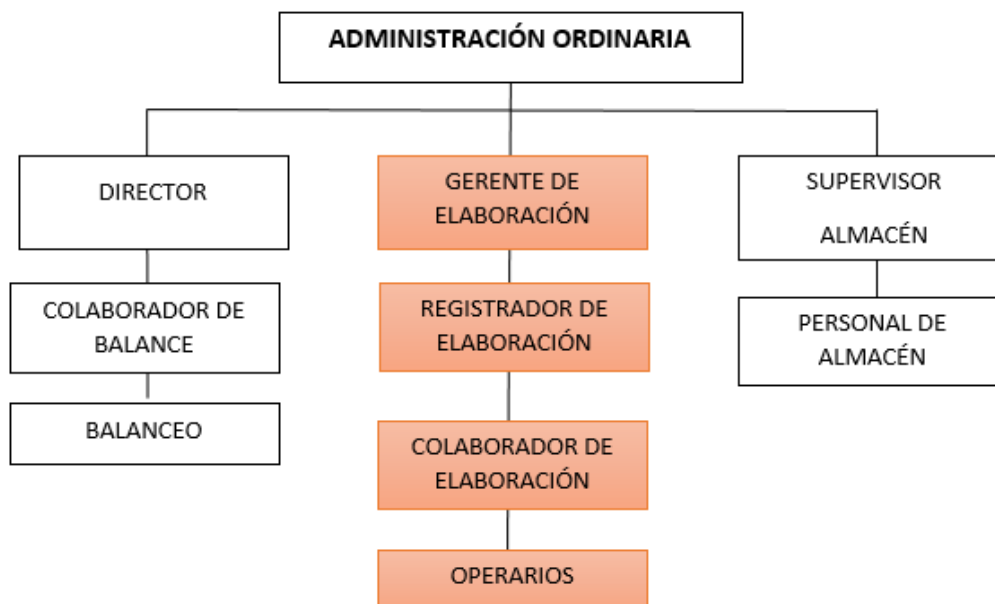 ADMINISTRACIÓN ORDINARIA
DIRECTOR
GERENTE DE
ELABORACIÓN
SUPERVISOR
ALMACÉN
COLABORADOR DE
BALANCE
REGISTRADOR DE
ELABORACIÓN
PERSONAL DE
ALMACÉN
BALANCEO
COLABORADOR DE
ELABORACIÓN
OPERARIOS